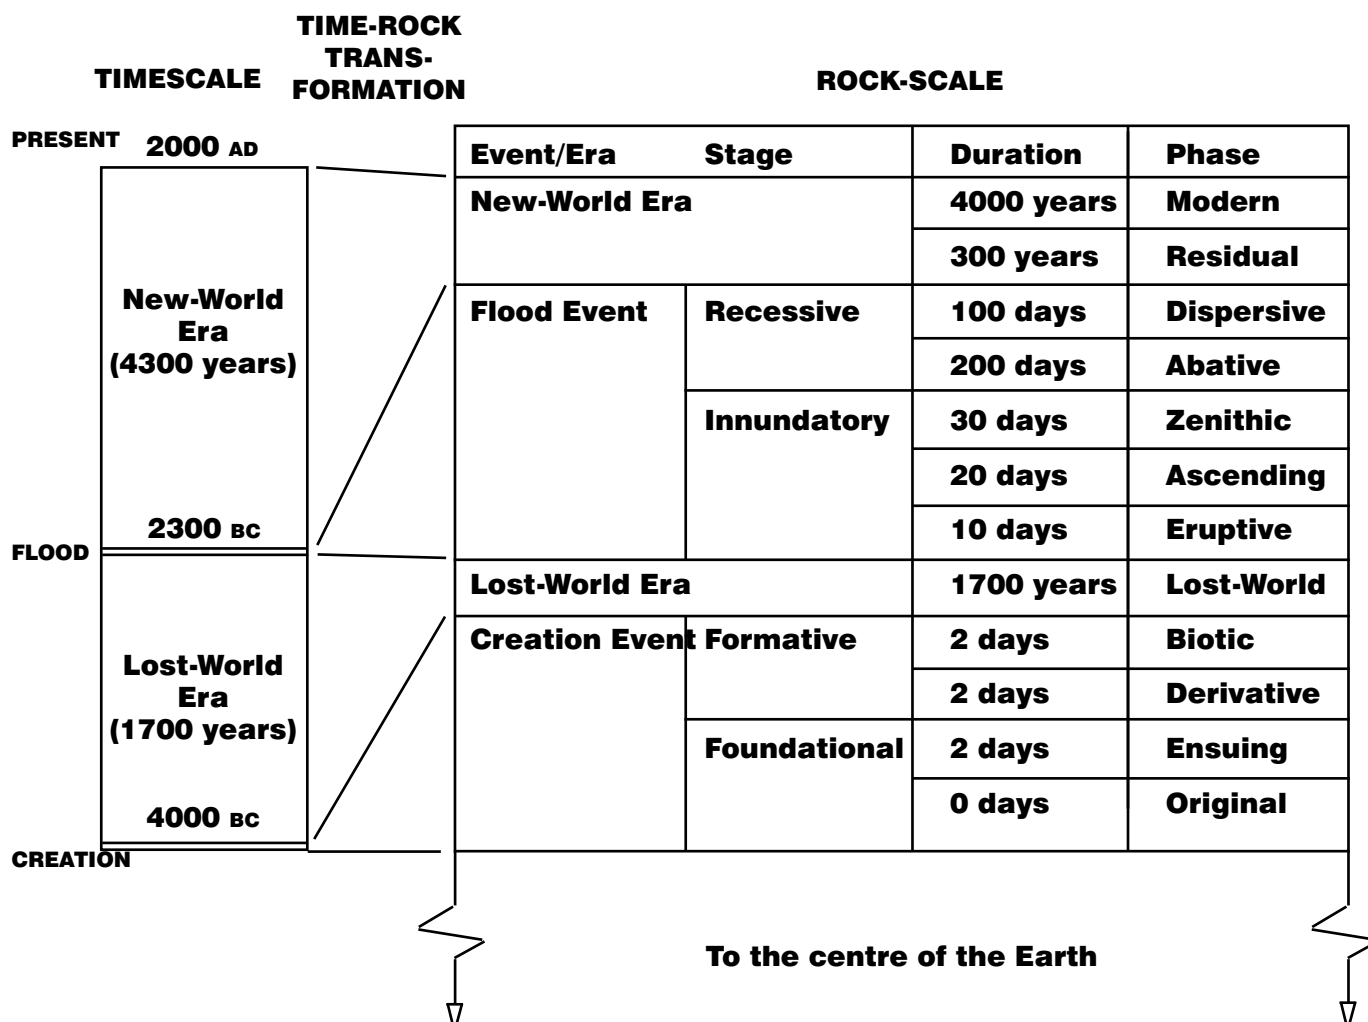 TIME-ROCK
TRANS-
FORMATION
TIMESCALE
ROCK-SCALE
PRESENT
2000 AD
New-World
Era
(4300 years)
2300 BC
FLOOD
Lost-World
Era
(1700 years)
4000 BC
CREATION
Event/Era Stage Duration Phase
New-World Era 4000 years Modern
300 years Residual
Flood Event Recessive 100 days Dispersive
200 days Abative
Innundatory 30 days Zenithic
20 days Ascending
10 days Eruptive
Lost-World Era 1700 years Lost-World
Creation Event Formative 2 days Biotic
2 days Derivative
Foundational 2 days Ensuing
0 days Original
To the centre of the Earth